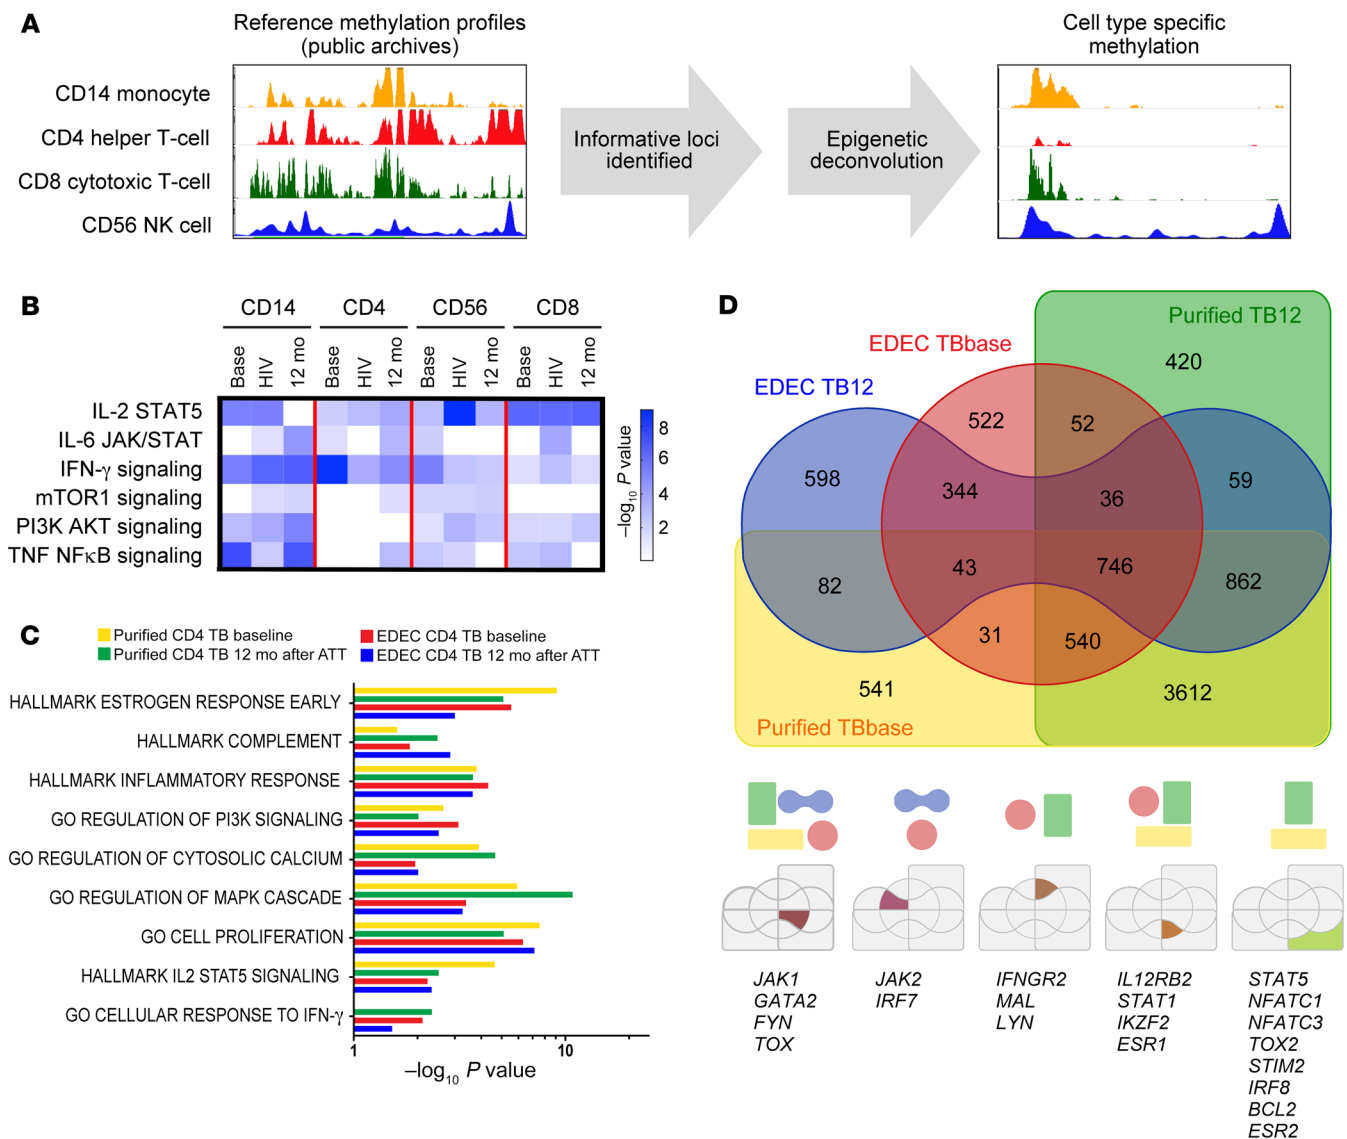 A
Reference methylation profiles
(public archives)
Cell type specific
methylation
CD14 monocyte
CD4 helper T-cell
CD8 cytotoxic T-cell
CD56 NK cell
Informative loci
identified
Epigenetic
deconvolution
B
CD14 CD4 CD56 CD8
Base HIV 12 mo Base HIV 12 mo Base HIV 12 mo Base HIV 12 mo
IL-2 STAT5
IL-6 JAK/STAT
IFN-γ signaling
mTOR1 signaling
PI3K AKT signaling
TNF NFκB signaling
8
6
4
2
–log10 P value
C
Purified CD4 TB baseline
EDEC CD4 TB baseline
Purified CD4 TB 12 mo after ATT
EDEC CD4 TB 12 mo after ATT
HALLMARK ESTROGEN RESPONSE EARLY
HALLMARK COMPLEMENT
HALLMARK INFLAMMATORY RESPONSE
GO REGULATION OF PI3K SIGNALING
GO REGULATION OF CYTOSOLIC CALCIUM
GO REGULATION OF MAPK CASCADE
GO CELL PROLIFERATION
HALLMARK IL2 STAT5 SIGNALING
GO CELLULAR RESPONSE TO IFN-γ
1 10
–log10 P value
D
Purified TB12
EDEC TBbase
EDEC TB12
420
522 52
598 344 36 59
82 43 746 862
31 540
541 3612
Purified TBbase
JAK1
GATA2
FYN
TOX
JAK2
IRF7
IFNGR2
MAL
LYN
IL12RB2
STAT1
IKZF2
ESR1
STAT5
NFATC1
NFATC3
TOX2
STIM2
IRF8
BCL2
ESR2